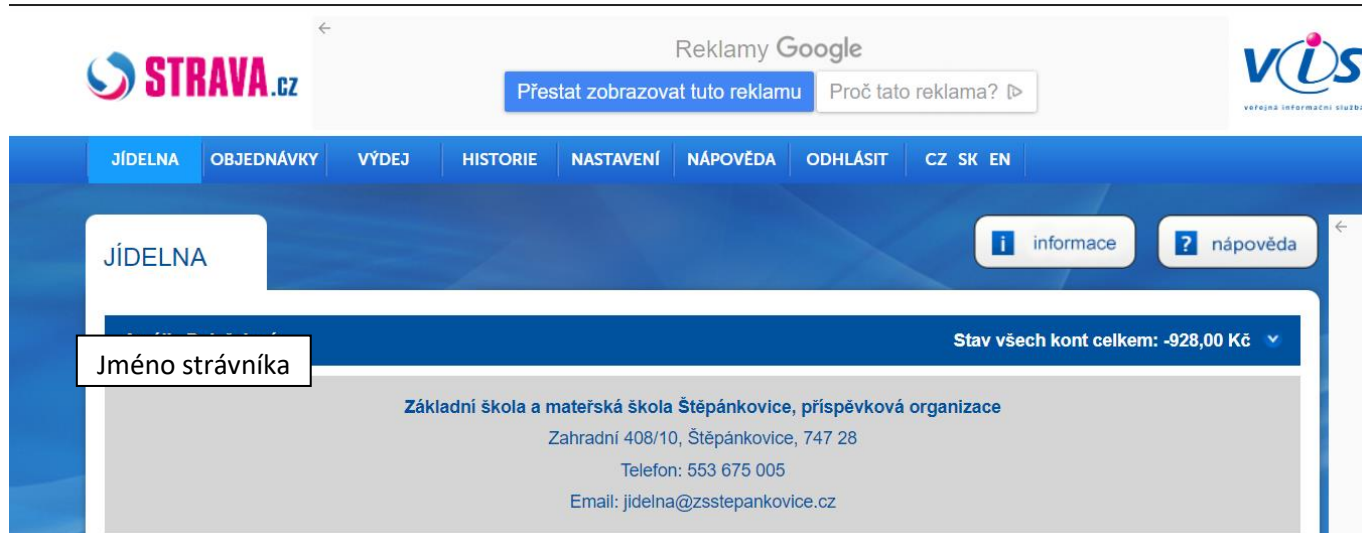 STRAVA.cz
Reklamy Google
Přestat zobrazovat tuto reklamu
Proč tato reklama?
vis
veřejná informační služba
JÍDELNA OBJEDNÁVKY VÝDEJ HISTORIE NASTAVENÍ NÁPOVĚDA ODHLÁSIT CZ SK EN
JÍDELNA
i informace
? nápověda
Jméno strávníka
Stav všech kont celkem: -928,00 Kč
Základní škola a mateřská škola Štěpánkovice, příspěvková organizace
Zahradní 408/10, Štěpánkovice, 747 28
Telefon: 553 675 005
Email: jidelna@zsstepankovice.cz